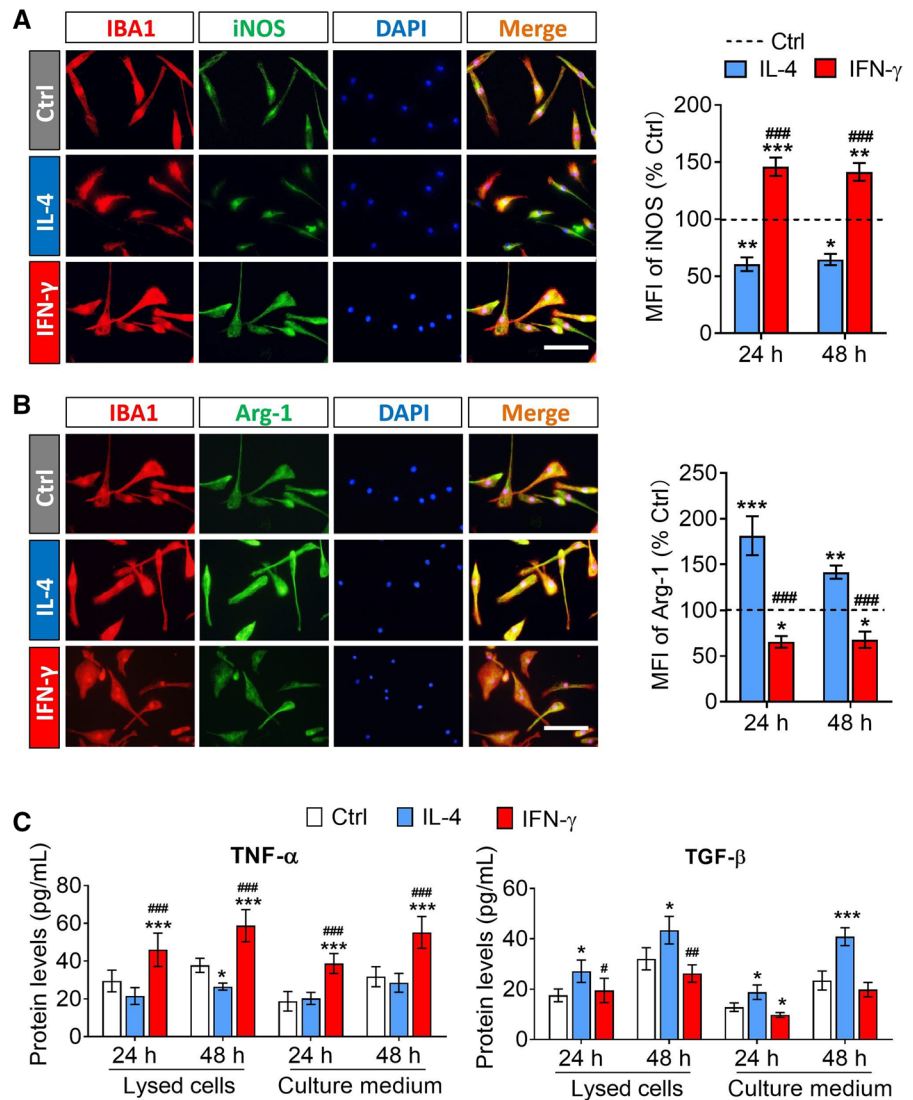 A
IBA1 iNOS DAPI Merge
Ctrl
IL-4
IFN-γ
---- Ctrl
IL-4 IFN-γ
MFI of iNOS (% Ctrl)
200
150
100
50
0
** ### *** * ### **
24 h 48 h
B
IBA1 Arg-1 DAPI Merge
Ctrl
IL-4
IFN-γ
MFI of Arg-1 (% Ctrl)
250
200
150
100
50
0
*** ### * ** ### *
24 h 48 h
C
Ctrl IL-4 IFN-γ
TNF-α
Protein levels (pg/mL)
80
60
40
20
0
### *** * ### *** ### *** ### ***
24 h 48 h 24 h 48 h
Lysed cells Culture medium
TGF-β
Protein levels (pg/mL)
60
40
20
0
* # * ## * * ***
24 h 48 h 24 h 48 h
Lysed cells Culture medium